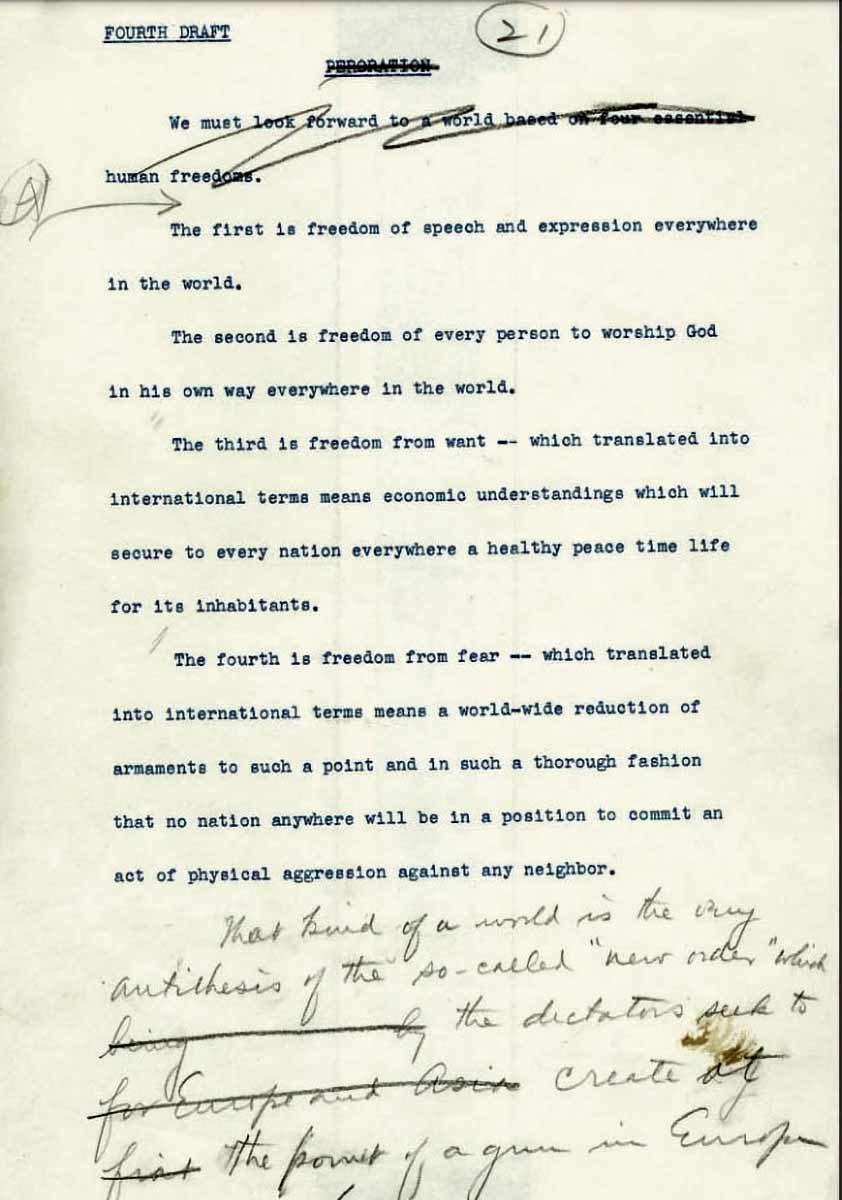 FOURTH DRAFT
21
PERORATION
We must look forward to a world based on four essential
human freedoms.
A
The first is freedom of speech and expression everywhere
in the world.
The second is freedom of every person to worship God
in his own way everywhere in the world.
The third is freedom from want -- which translated into
international terms means economic understandings which will
secure to every nation everywhere a healthy peace time life
for its inhabitants.
The fourth is freedom from fear -- which translated
into international terms means a world-wide reduction of
armaments to such a point and in such a thorough fashion
that no nation anywhere will be in a position to commit an
act of physical aggression against any neighbor.
That kind of a world is the very
antithesis of the so-called "new order" which
being by the dictators seek to
for Europe and Asia create at
the point of a gun in Europe